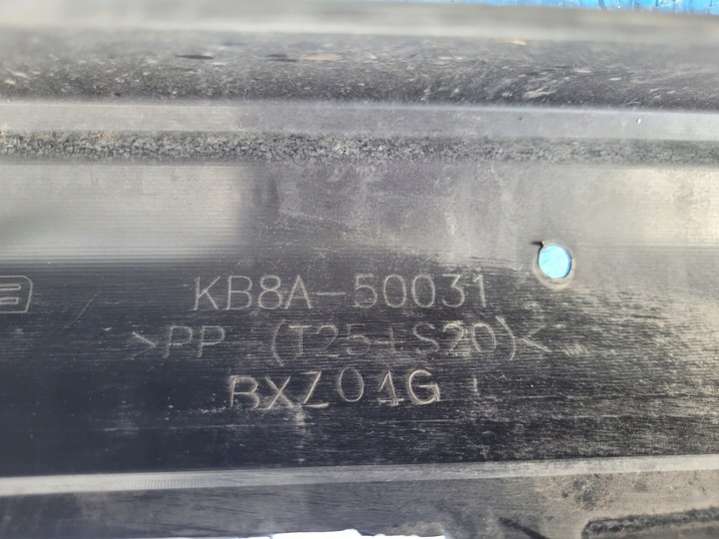 KB8A-50031
>PP (T25+S20)<
BXZ01G